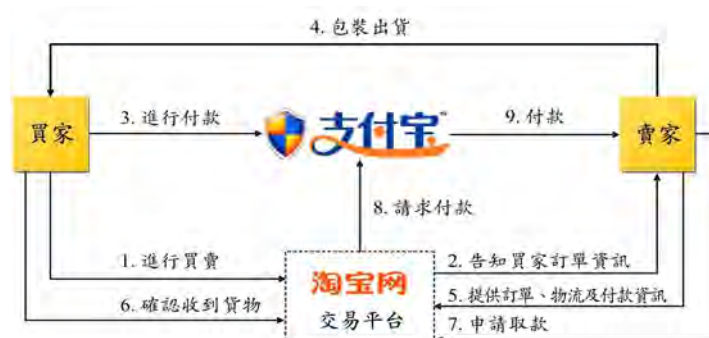 4. 包裝出貨
買家
3. 進行付款
支付宝
9. 付款
賣家
8. 請求付款
1. 進行買賣
淘宝网
2. 告知買家訂單資訊
6. 確認收到貨物
交易平台
5. 提供訂單、物流及付款資訊
7. 申請取款